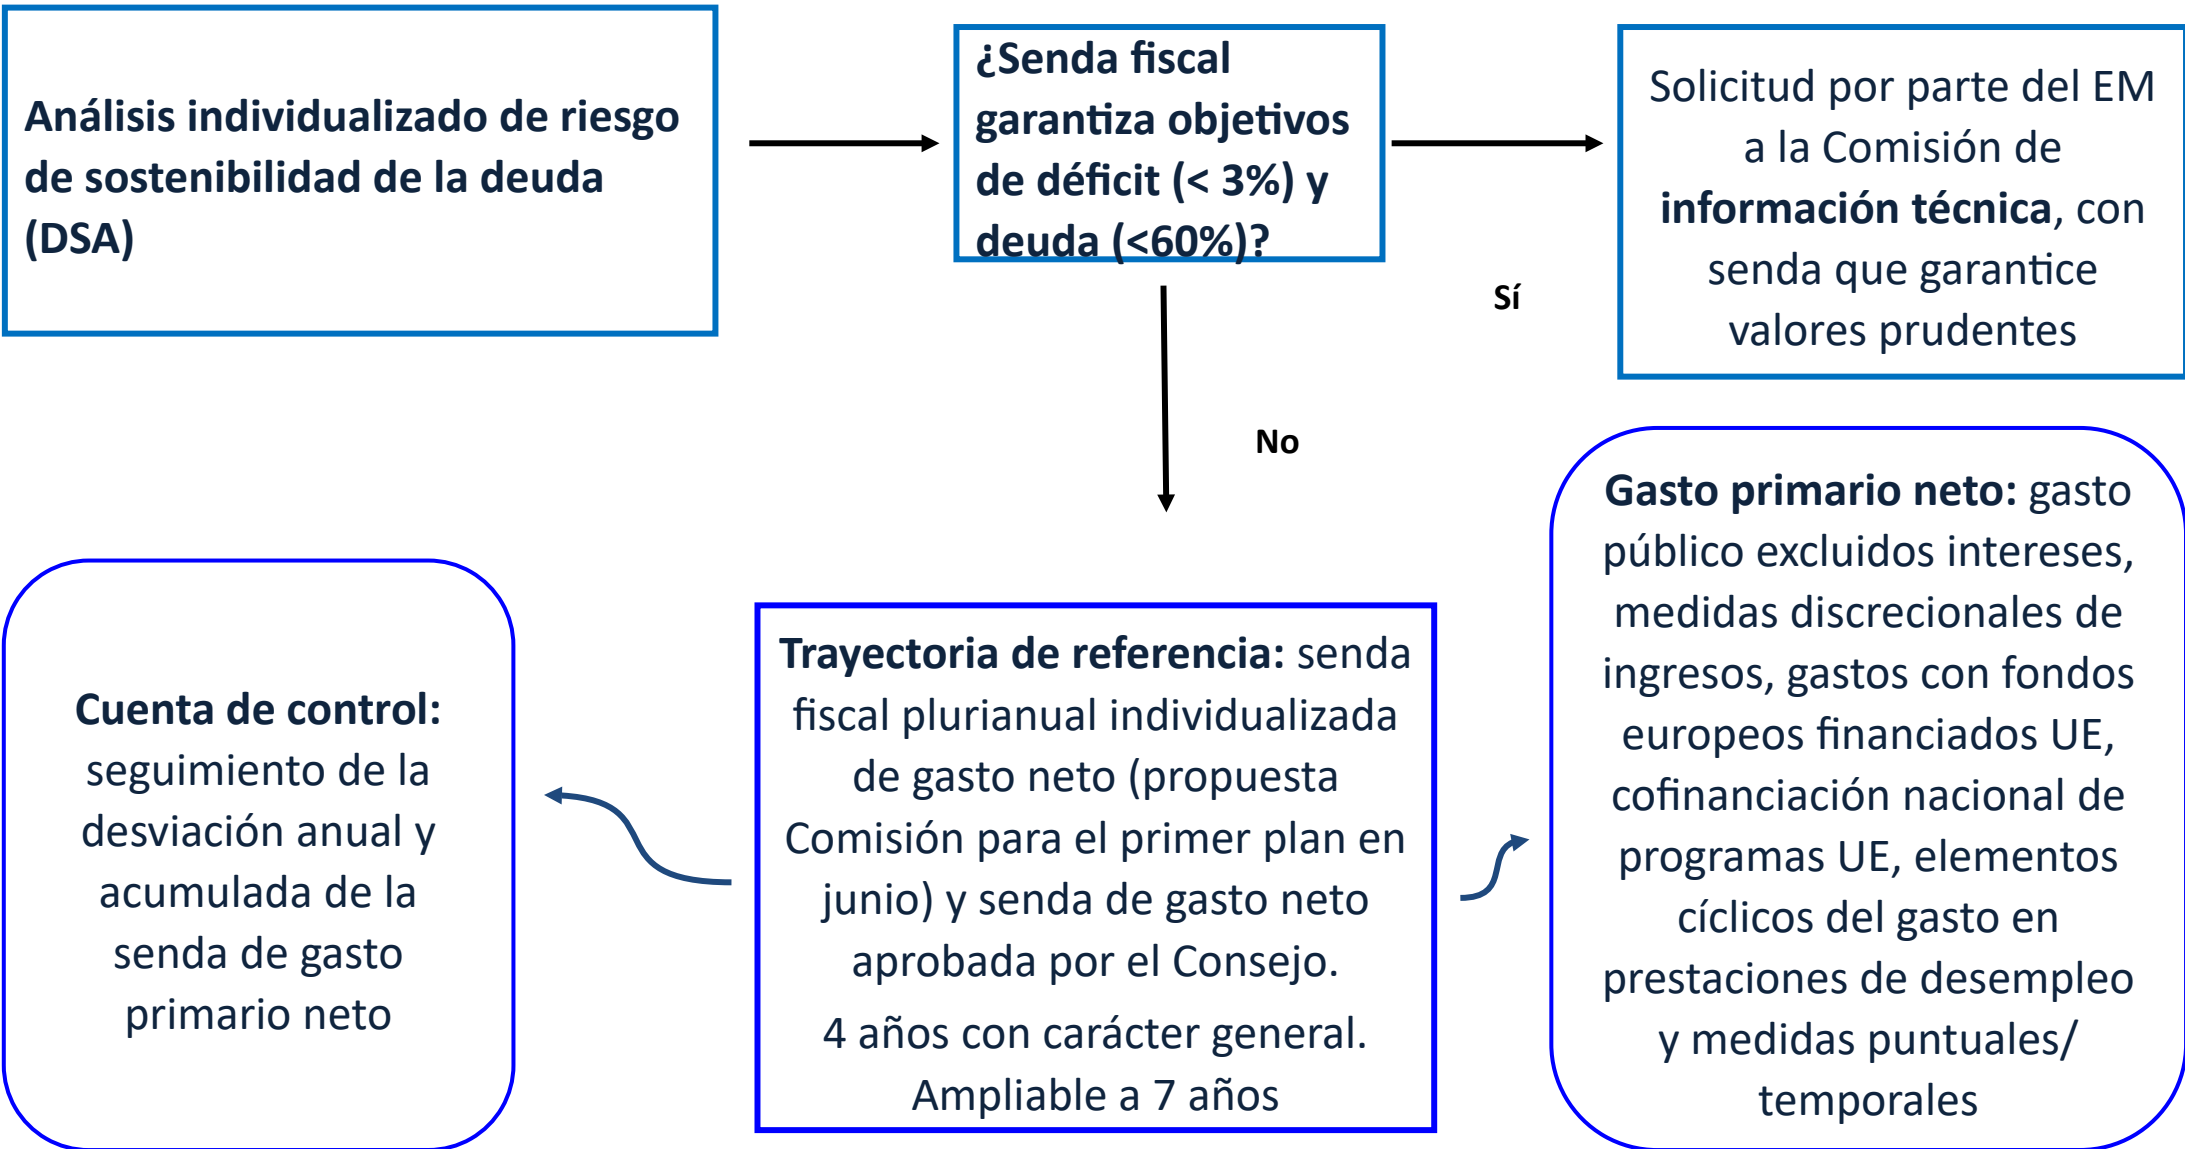 Análisis individualizado de riesgo
de sostenibilidad de la deuda
(DSA)
¿Senda fiscal
garantiza objetivos
de déficit (< 3%) y
deuda (<60%)?
Solicitud por parte del EM
a la Comisión de
información técnica, con
senda que garantice
valores prudentes
Sí
No
Cuenta de control:
seguimiento de la
desviación anual y
acumulada de la
senda de gasto
primario neto
Trayectoria de referencia: senda
fiscal plurianual individualizada
de gasto neto (propuesta
Comisión para el primer plan en
junio) y senda de gasto neto
aprobada por el Consejo.
4 años con carácter general.
Ampliable a 7 años
Gasto primario neto: gasto
público excluidos intereses,
medidas discrecionales de
ingresos, gastos con fondos
europeos financiados UE,
cofinanciación nacional de
programas UE, elementos
cíclicos del gasto en
prestaciones de desempleo
y medidas puntuales/
temporales